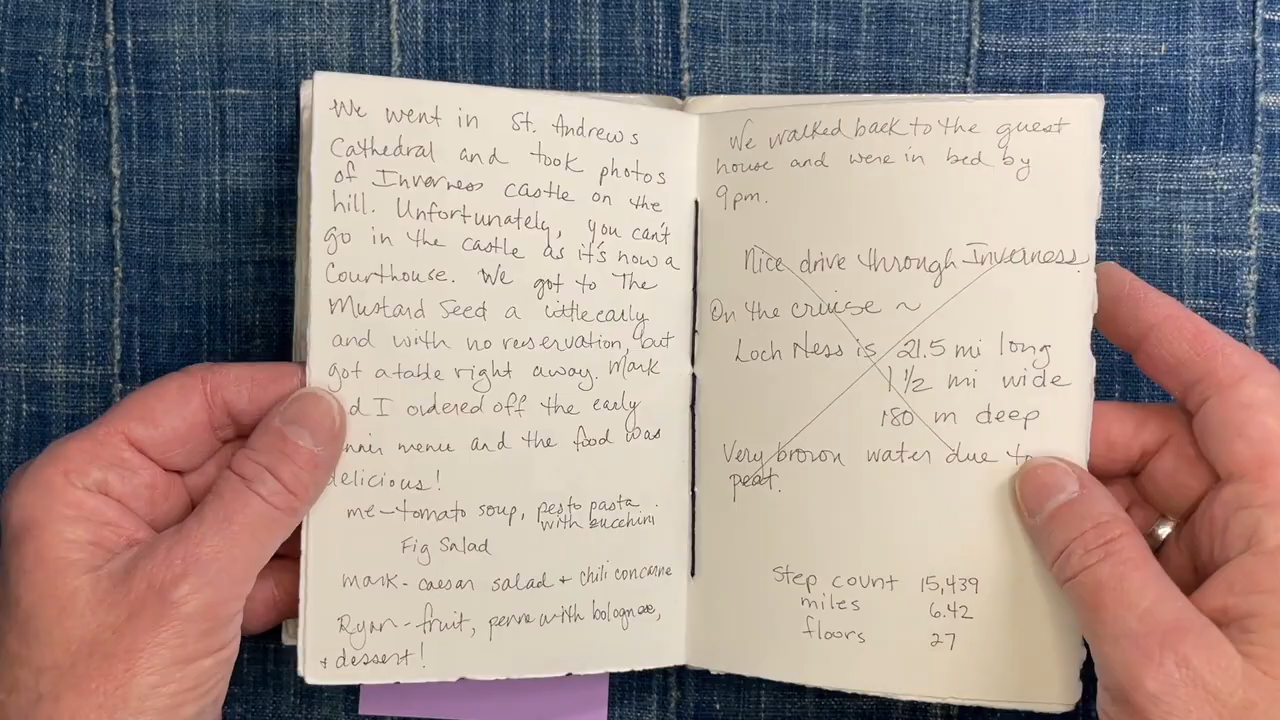 We went in St. Andrews
Cathedral and took photos
of Inverness castle on the
hill. Unfortunately, you can't
go in the castle as it's now a
Courthouse. We got to The
Mustard Seed a little early
and with no reservation, but
got a table right away. Mark
d I ordered off the early
nner menu and the food was
delicious!
me - tomato soup, pesto pasta
with zucchini
Fig Salad
mark - caesar salad + chili con carne
Ryan - fruit, penne with bolognese,
+ dessert!
We walked back to the guest
house and were in bed by
9pm.
Nice drive through Inverness.
On the cruise ~
Loch Ness is 21.5 mi long
1 1/2 mi wide
180 m deep
Very brown water due to
peat.
Step count 15,439
miles 6.42
floors 27